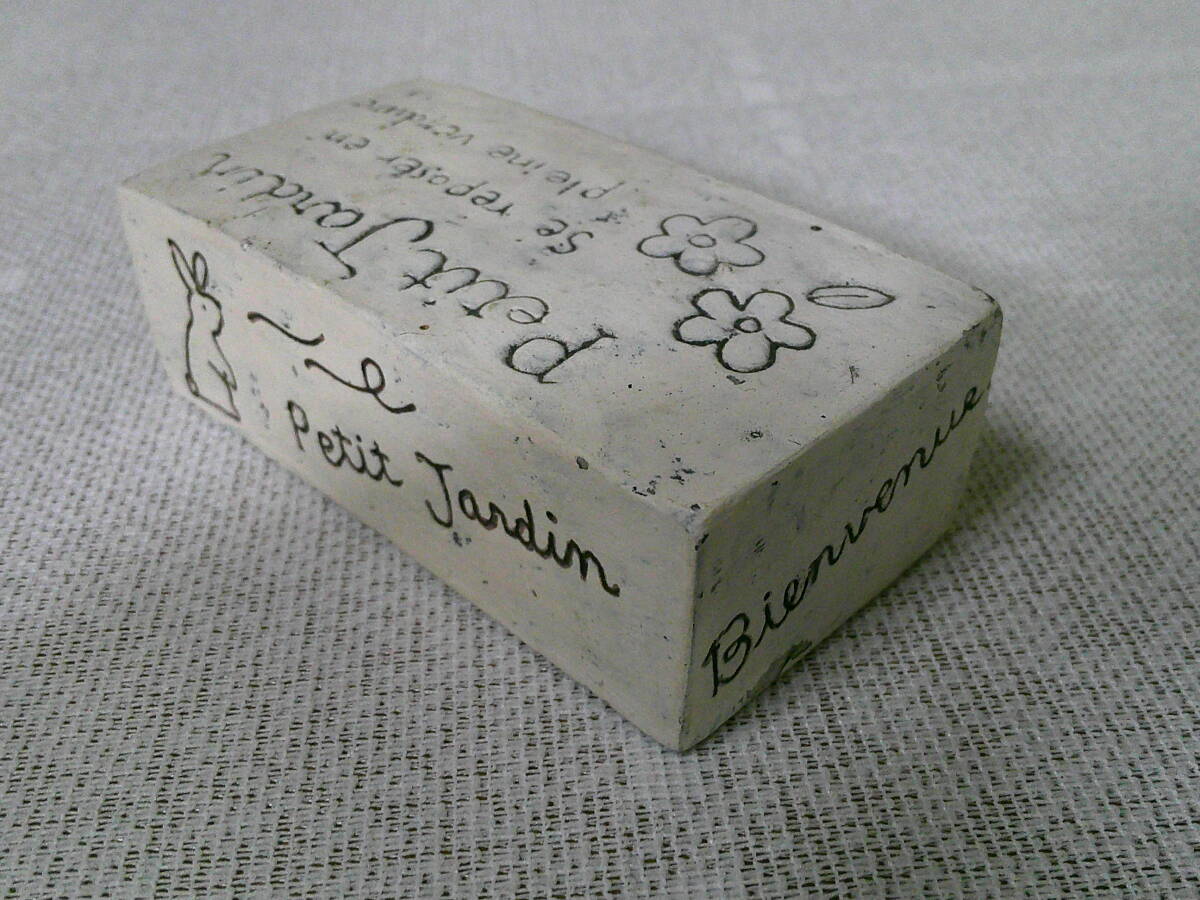 Petit Jardin
se reposer en
pleine verdure
Petit Jardin
Bienvenue